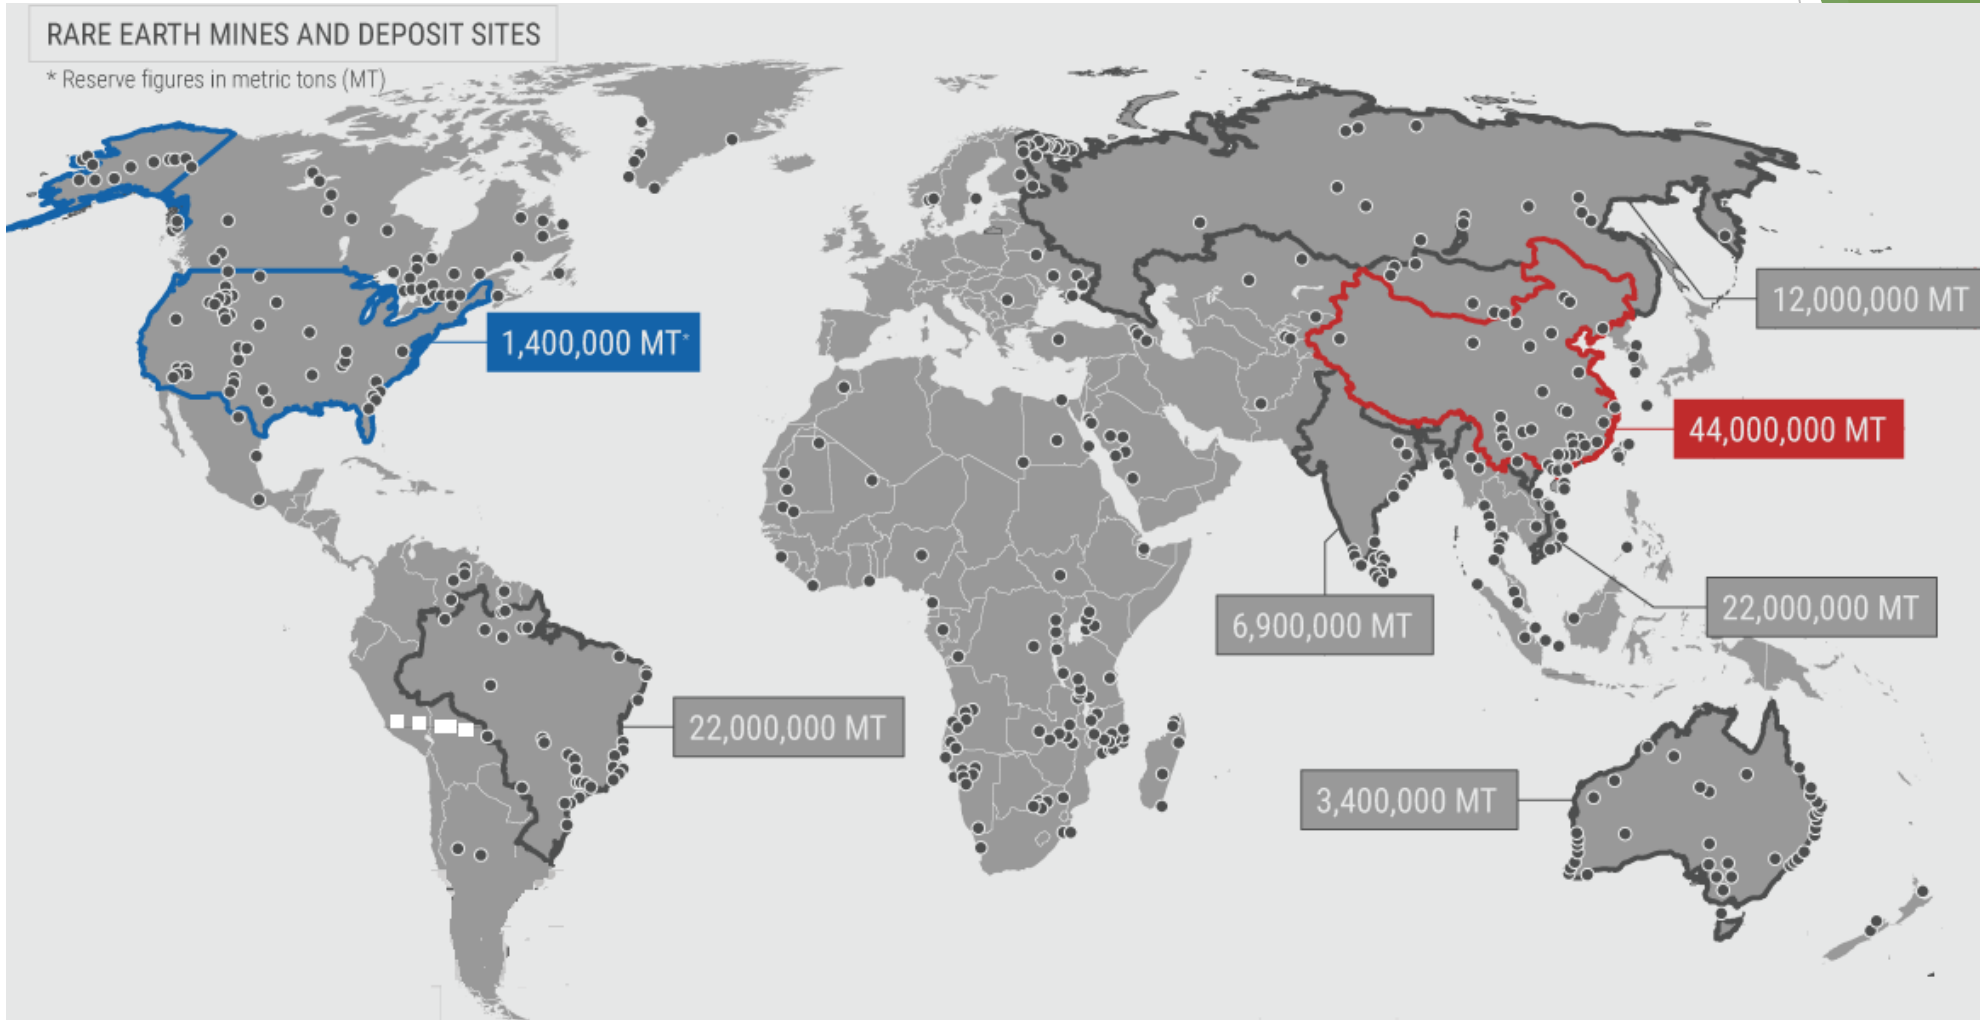 RARE EARTH MINES AND DEPOSIT SITES
* Reserve figures in metric tons (MT)
12,000,000 MT
1,400,000 MT*
44,000,000 MT
6,900,000 MT
22,000,000 MT
22,000,000 MT
3,400,000 MT